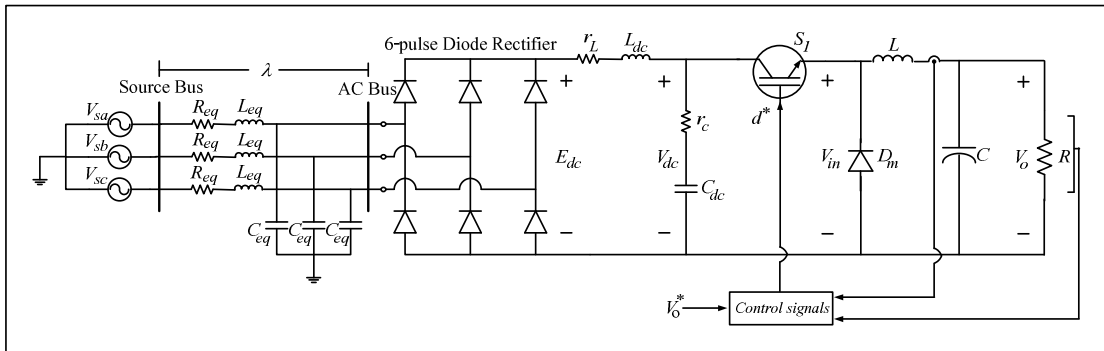 6-pulse Diode Rectifier
r_L
L_dc
S_1
L
λ
Source Bus
AC Bus
V_sa
R_eq
L_eq
V_sb
R_eq
L_eq
V_sc
R_eq
L_eq
C_eq
C_eq
C_eq
+
E_dc
−
+
V_dc
−
r_c
C_dc
d*
+
V_in
−
D_m
C
+
V_o
−
R
V_o*
Control signals